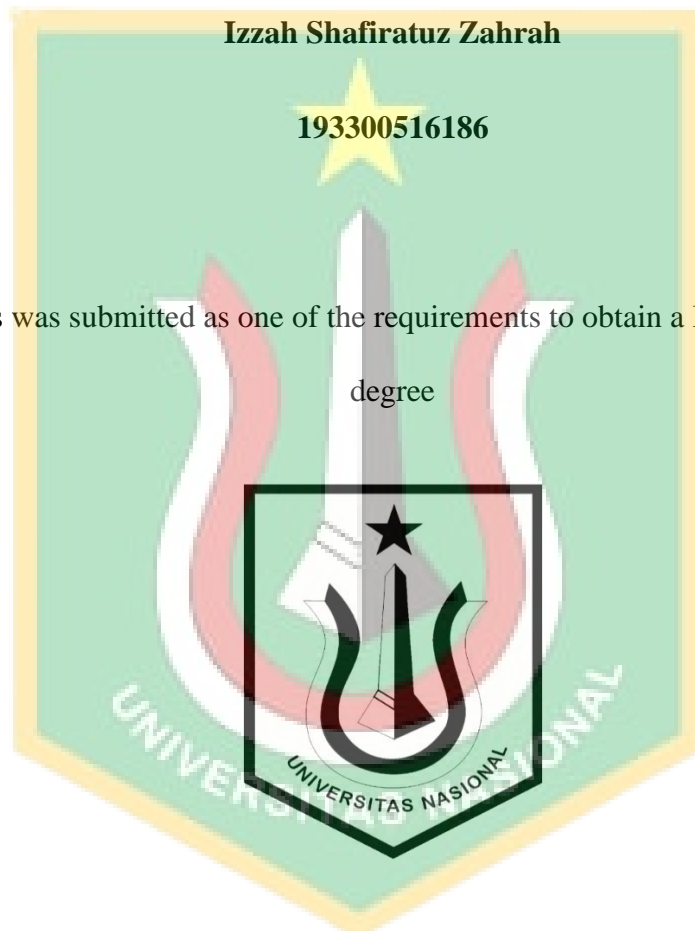 Izzah Shafiratuz Zahrah
193300516186
was submitted as one of the requirements to obtain a
degree
UNIVERSITAS NASIONAL
UNIVERSITAS NASIONAL